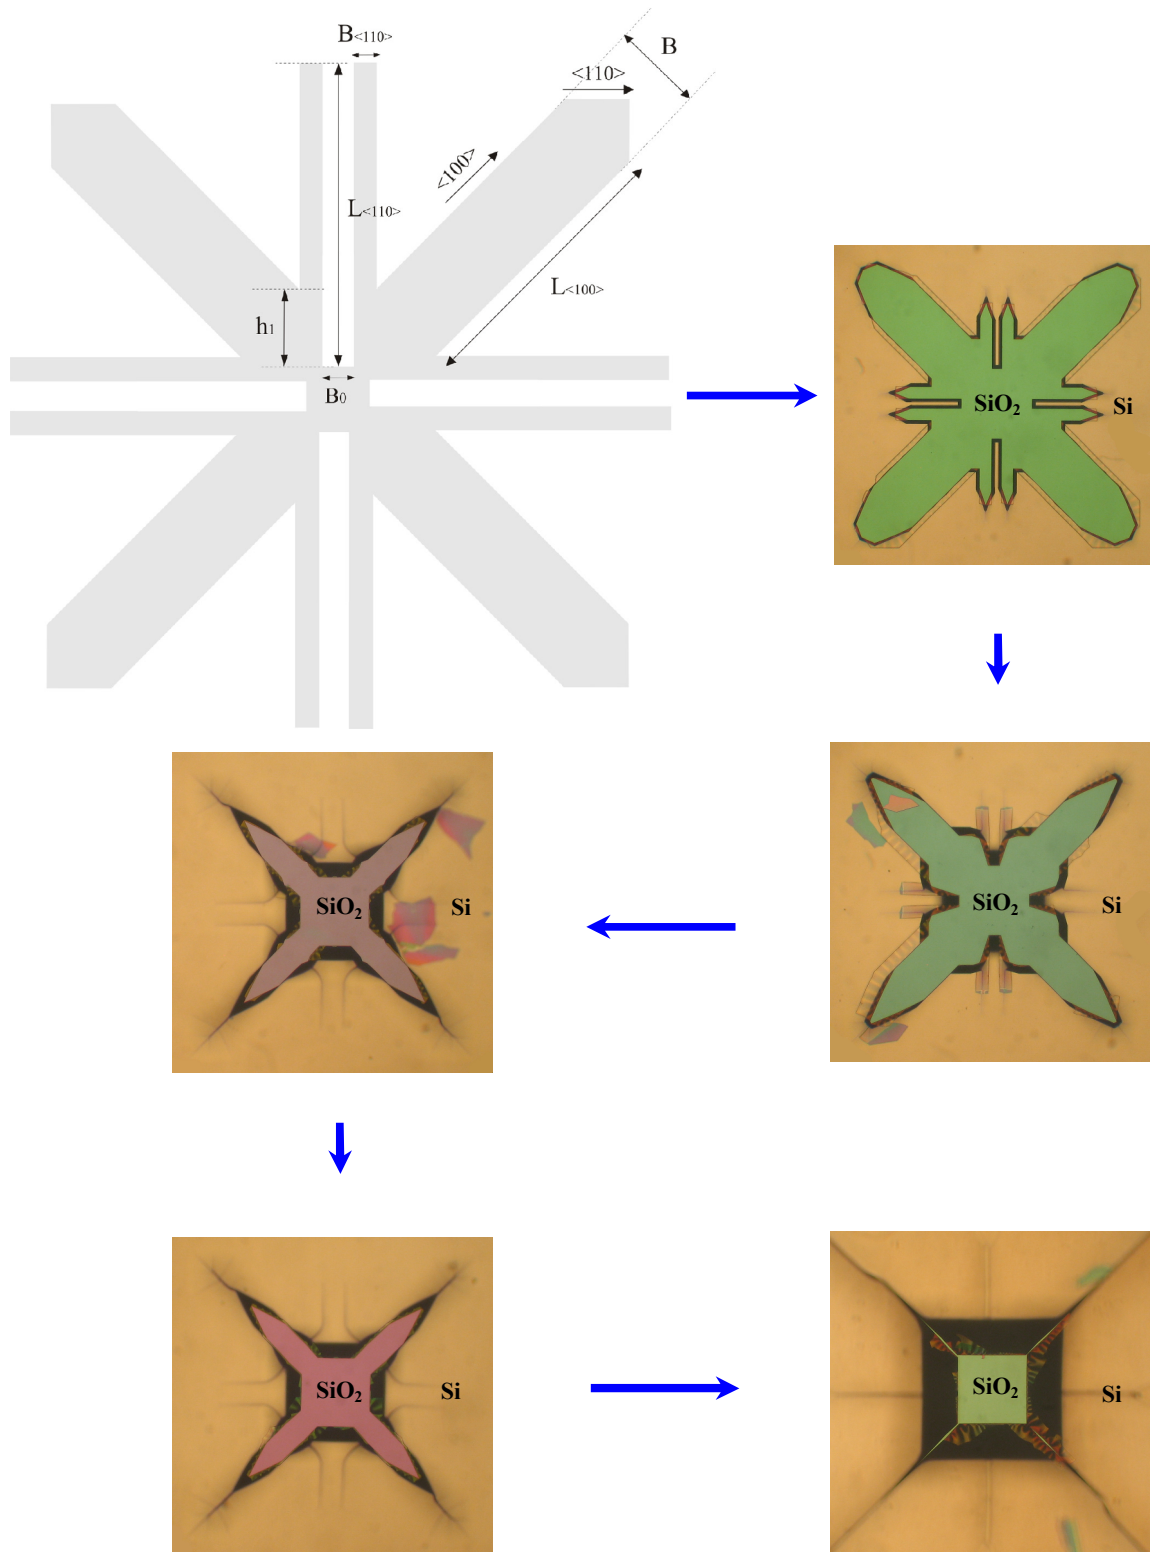 B<110>
B
<110>
<100>
L<110>
L<100>
h1
B0
SiO2
Si
SiO2
Si
SiO2
Si
SiO2
Si
SiO2
Si